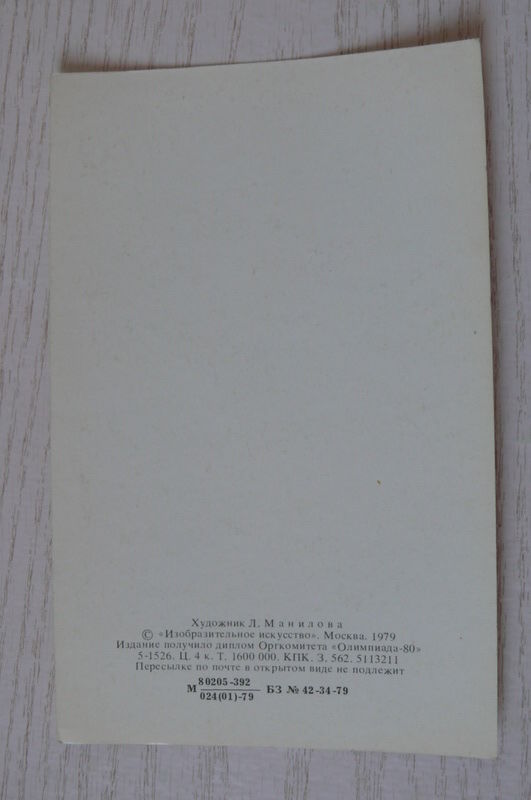 Художник Л. Манилова
© «Изобразительное искусство». Москва. 1979
Издание получило диплом Оргкомитета «Олимпиада-80»
5-1526. Ц. 4 к. Т. 1600 000. КПК. З. 562. 5113211
Пересылке по почте в открытом виде не подлежит
М 80205-392 БЗ № 42-34-79
024(01)-79